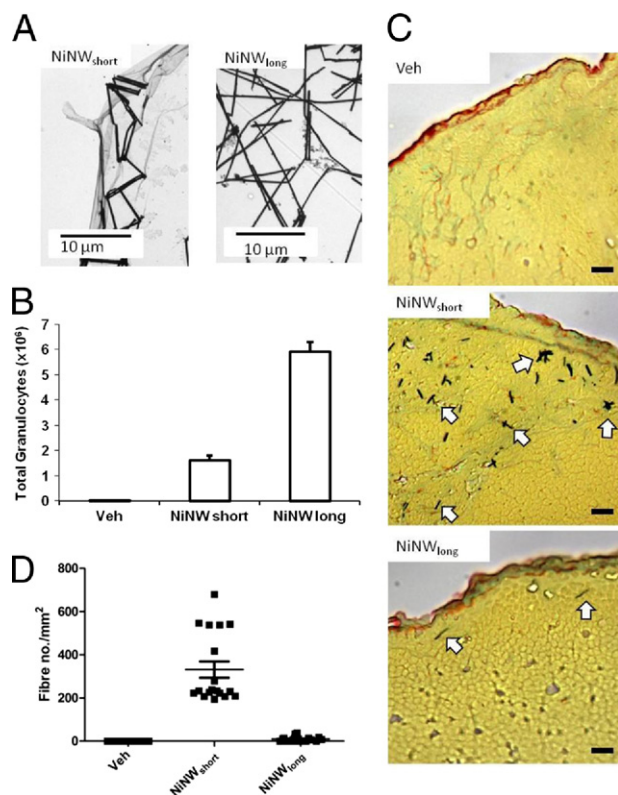 A
NiNWshort
10 µm
NiNWlong
10 µm
B
Total Granulocytes (x10⁶)
7
6
5
4
3
2
1
0
Veh
NiNW short
NiNW long
C
Veh
NiNWshort
NiNWlong
D
Fibre no./mm²
800
600
400
200
0
Veh
NiNWshort
NiNWlong